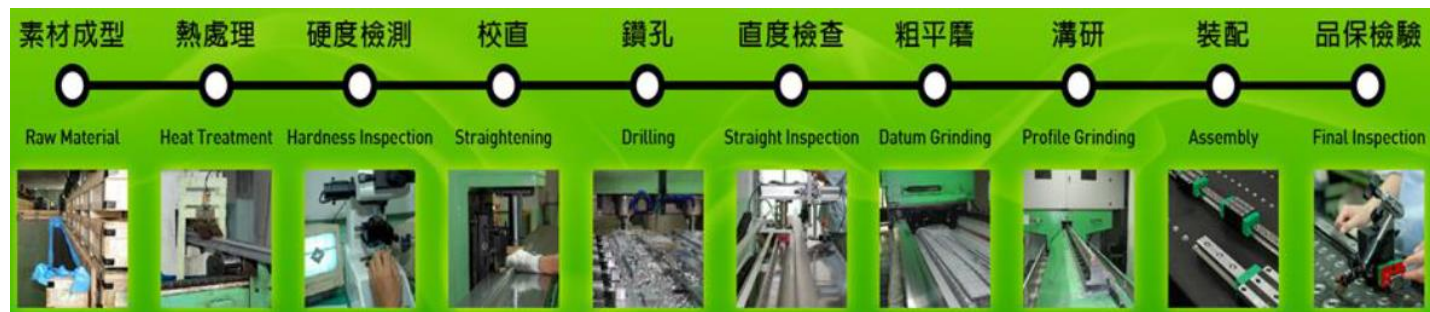 素材成型 熱處理 硬度檢測 校直 鑽孔 直度檢查 粗平磨 溝研 裝配 品保檢驗
Raw Material Heat Treatment Hardness Inspection Straightening Drilling Straight Inspection Datum Grinding Profile Grinding Assembly Final Inspection